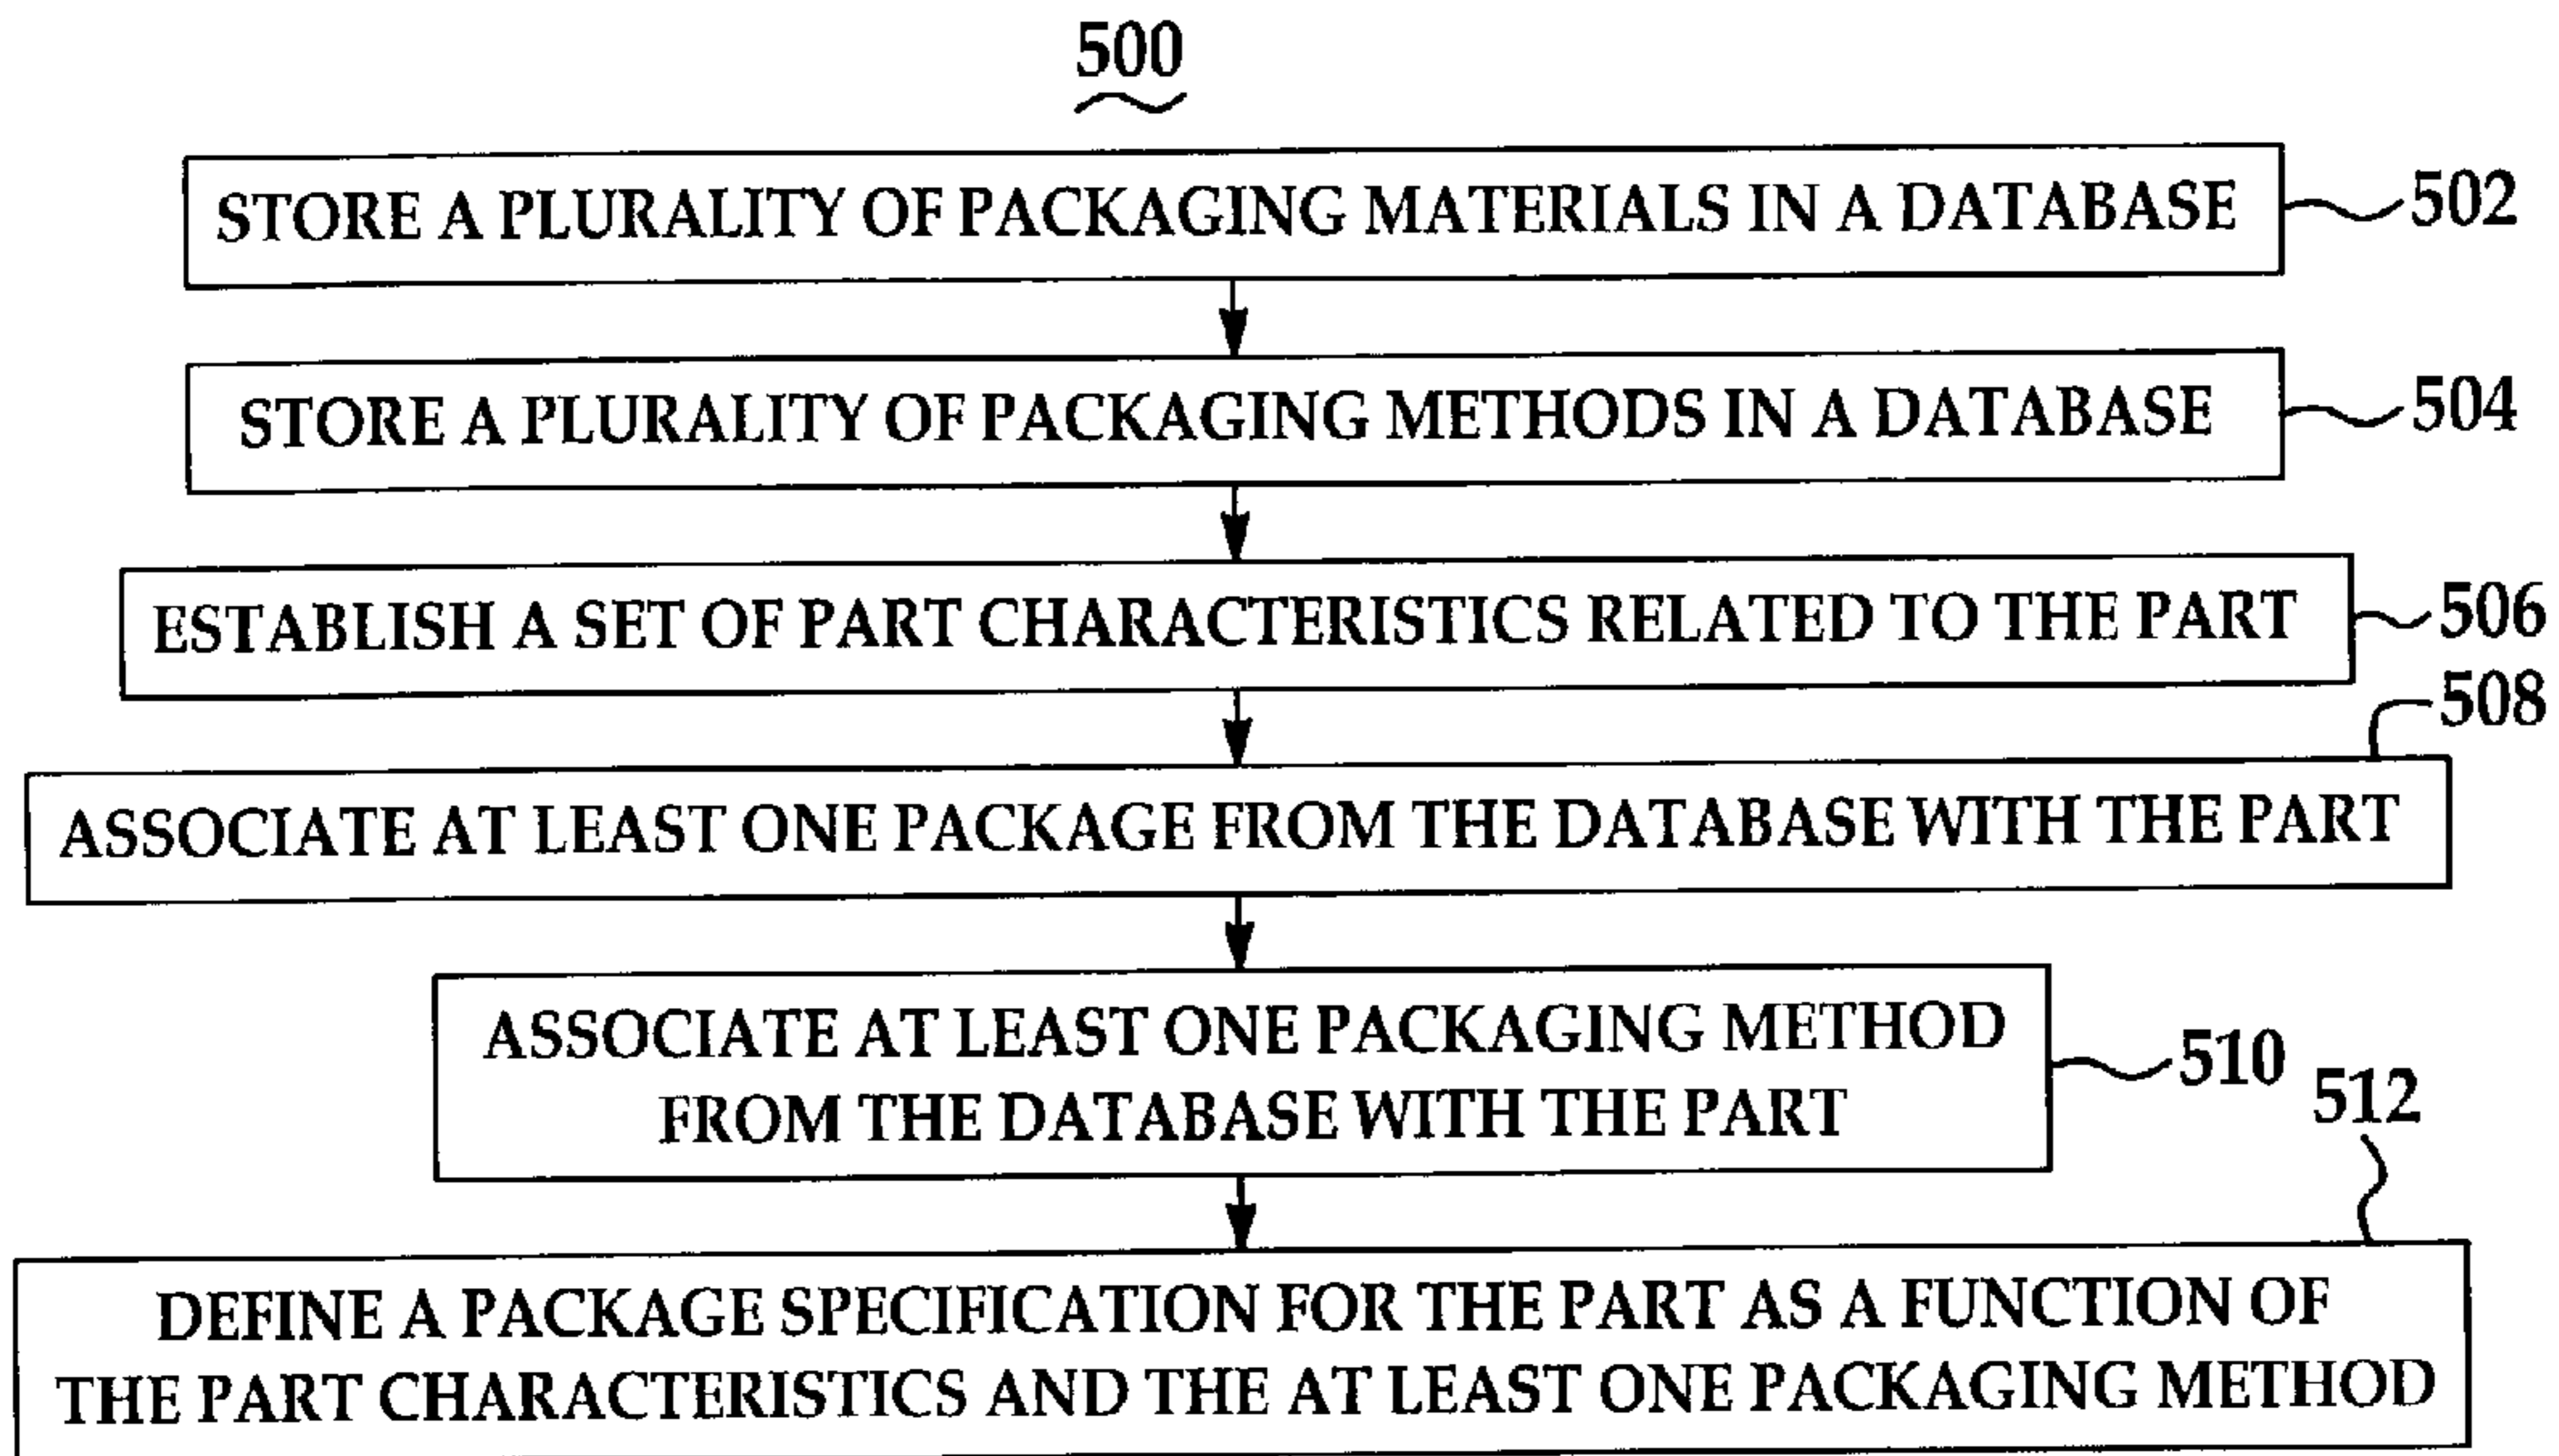 500
STORE A PLURALITY OF PACKAGING MATERIALS IN A DATABASE
502
STORE A PLURALITY OF PACKAGING METHODS IN A DATABASE
504
ESTABLISH A SET OF PART CHARACTERISTICS RELATED TO THE PART
506
508
ASSOCIATE AT LEAST ONE PACKAGE FROM THE DATABASE WITH THE PART
ASSOCIATE AT LEAST ONE PACKAGING METHOD
FROM THE DATABASE WITH THE PART
510
512
DEFINE A PACKAGE SPECIFICATION FOR THE PART AS A FUNCTION OF
THE PART CHARACTERISTICS AND THE AT LEAST ONE PACKAGING METHOD